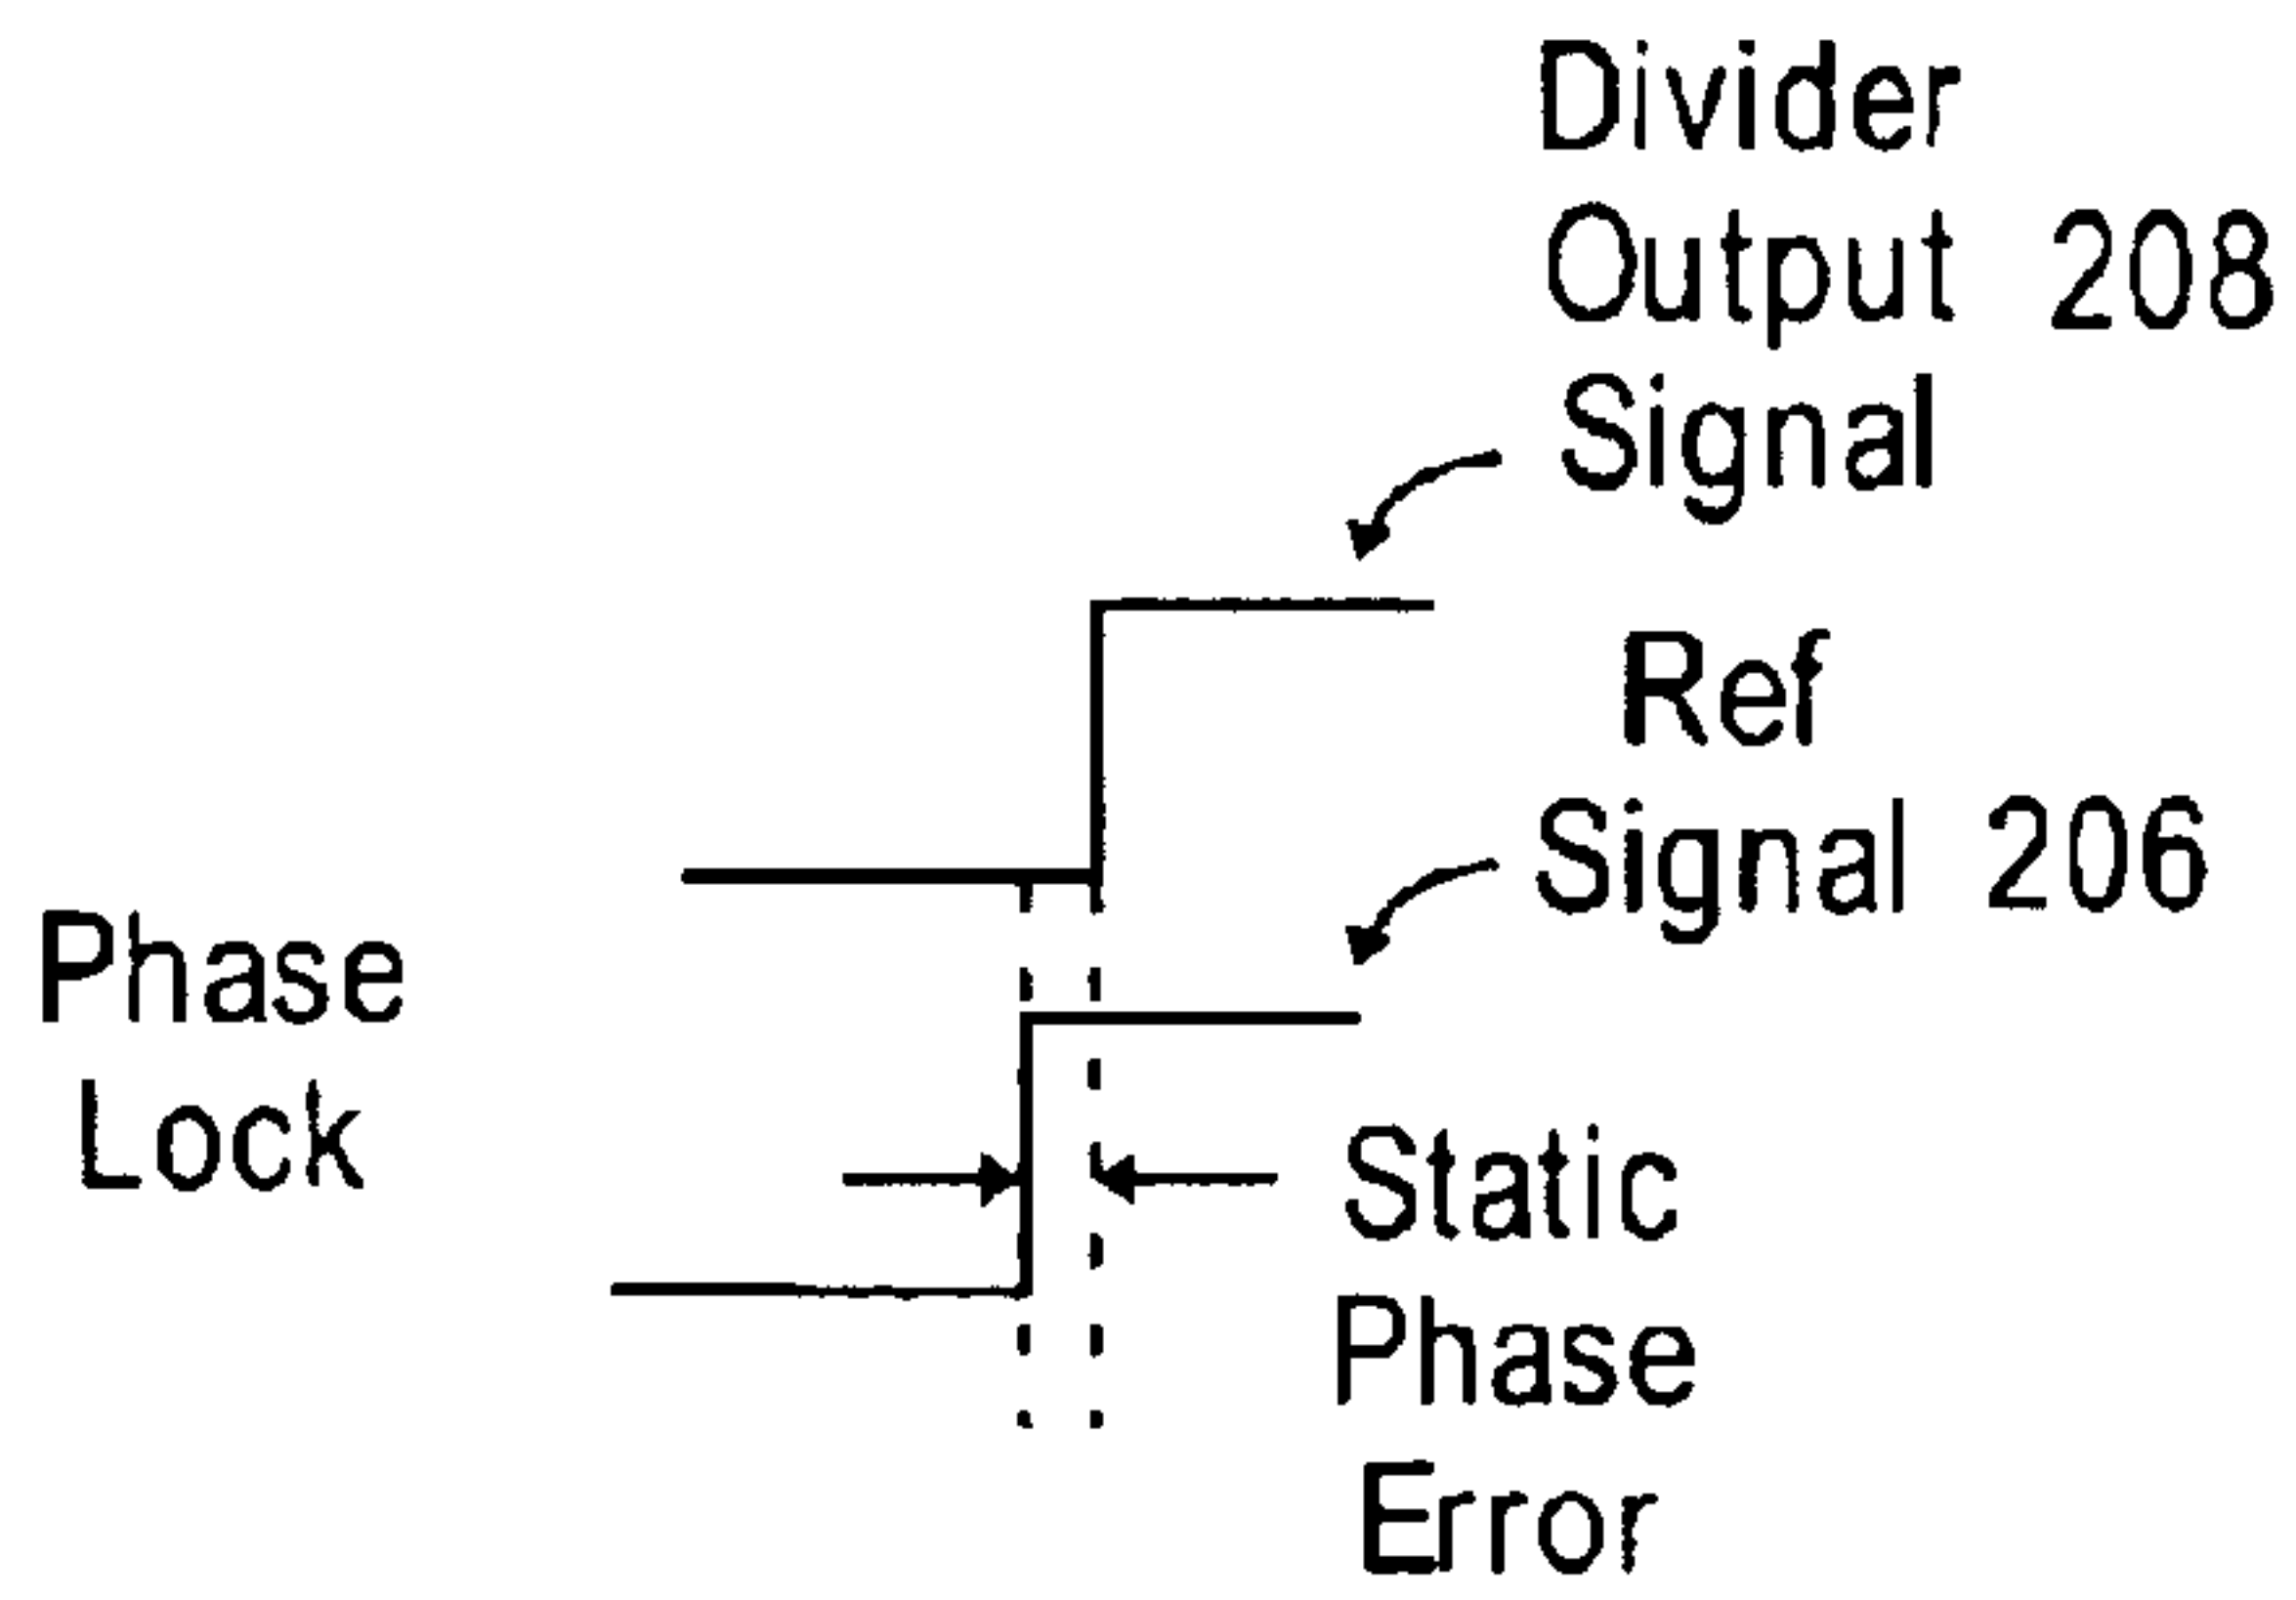 Divider
Output 208
Signal
Ref
Signal 206
Phase
Lock
Static
Phase
Error